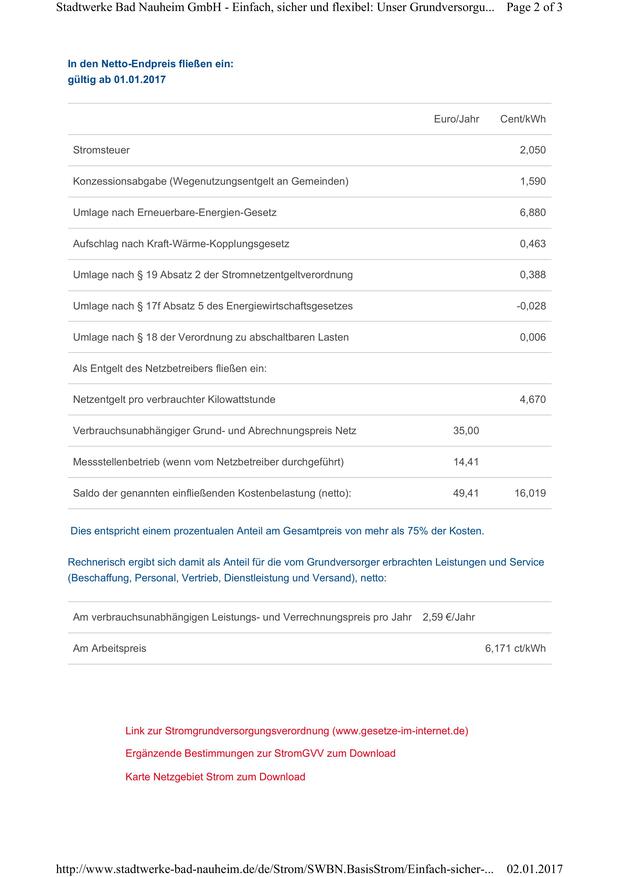 Stadtwerke Bad Nauheim GmbH - Einfach, sicher und flexibel: Unser Grundversorgu... Page 2 of 3
In den Netto-Endpreis fließen ein:
gültig ab 01.01.2017
Euro/Jahr Cent/kWh
Stromsteuer 2,050
Konzessionsabgabe (Wegenutzungsentgelt an Gemeinden) 1,590
Umlage nach Erneuerbare-Energien-Gesetz 6,880
Aufschlag nach Kraft-Wärme-Kopplungsgesetz 0,463
Umlage nach § 19 Absatz 2 der Stromnetzentgeltverordnung 0,388
Umlage nach § 17f Absatz 5 des Energiewirtschaftsgesetzes -0,028
Umlage nach § 18 der Verordnung zu abschaltbaren Lasten 0,006
Als Entgelt des Netzbetreibers fließen ein:
Netzentgelt pro verbrauchter Kilowattstunde 4,670
Verbrauchsunabhängiger Grund- und Abrechnungspreis Netz 35,00
Messstellenbetrieb (wenn vom Netzbetreiber durchgeführt) 14,41
Saldo der genannten einfließenden Kostenbelastung (netto): 49,41 16,019
Dies entspricht einem prozentualen Anteil am Gesamtpreis von mehr als 75% der Kosten.
Rechnerisch ergibt sich damit als Anteil für die vom Grundversorger erbrachten Leistungen und Service
(Beschaffung, Personal, Vertrieb, Dienstleistung und Versand), netto:
Am verbrauchsunabhängigen Leistungs- und Verrechnungspreis pro Jahr 2,59 €/Jahr
Am Arbeitspreis 6,171 ct/kWh
Link zur Stromgrundversorgungsverordnung (www.gesetze-im-internet.de)
Ergänzende Bestimmungen zur StromGVV zum Download
Karte Netzgebiet Strom zum Download
http://www.stadtwerke-bad-nauheim.de/de/Strom/SWBN.BasisStrom/Einfach-sicher-... 02.01.2017